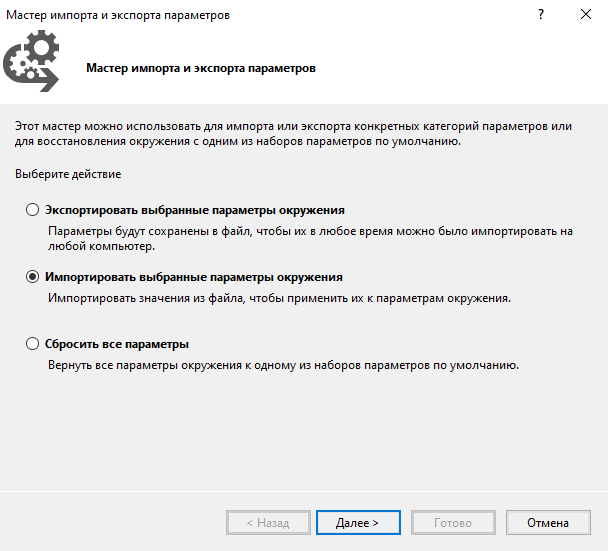 Мастер импорта и экспорта параметров
?
Мастер импорта и экспорта параметров
Этот мастер можно использовать для импорта или экспорта конкретных категорий параметров или
для восстановления окружения с одним из наборов параметров по умолчанию.
Выберите действие
Экспортировать выбранные параметры окружения
Параметры будут сохранены в файл, чтобы их в любое время можно было импортировать на
любой компьютер.
Импортировать выбранные параметры окружения
Импортировать значения из файла, чтобы применить их к параметрам окружения.
Сбросить все параметры
Вернуть все параметры окружения к одному из наборов параметров по умолчанию.
< Назад
Далее >
Готово
Отмена